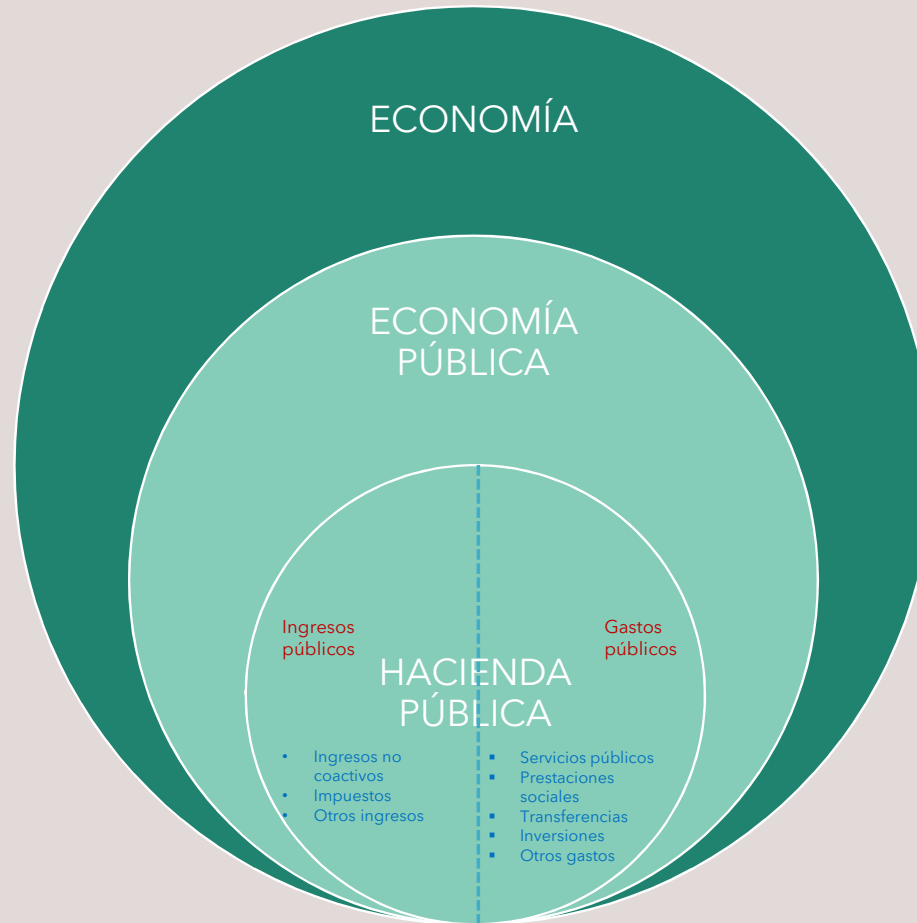 ECONOMÍA
ECONOMÍA
PÚBLICA
Ingresos
públicos
Gastos
públicos
HACIENDA
PÚBLICA
• Ingresos no
coactivos
• Impuestos
• Otros ingresos
▪ Servicios públicos
▪ Prestaciones
sociales
▪ Transferencias
▪ Inversiones
▪ Otros gastos